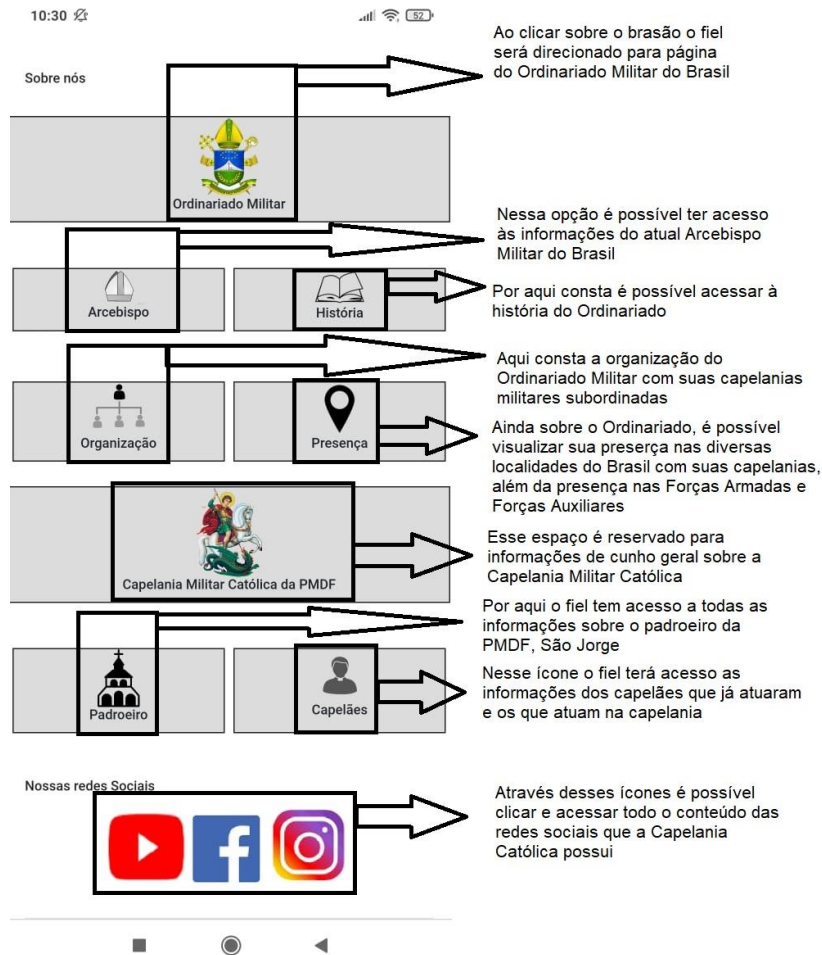 10:30
52
Ao clicar sobre o brasão o fiel
será direcionado para página
do Ordinariado Militar do Brasil
Sobre nós
Ordinariado Militar
Nessa opção é possível ter acesso
às informações do atual Arcebispo
Militar do Brasil
Arcebispo
História
Por aqui consta é possível acessar à
história do Ordinariado
Aqui consta a organização do
Ordinariado Militar com suas capelanias
militares subordinadas
Organização
Presença
Ainda sobre o Ordinariado, é possível
visualizar sua preserça nas diversas
localidades do Brasil com suas capelanias,
além da presença nas Forças Armadas e
Forças Auxiliares
Capelania Militar Católica da PMDF
Esse espaço é reservado para
informações de cunho geral sobre a
Capelania Militar Católica
Por aqui o fiel tem acesso a todas as
informações sobre o padroeiro da
PMDF, São Jorge
Padroeiro
Capelães
Nesse ícone o fiel terá acesso as
informações dos capelães que já atuaram
e os que atuam na capelania
Nossas redes Sociais
Através desses ícones é possível
clicar e acessar todo o conteúdo das
redes sociais que a Capelania
Católica possui